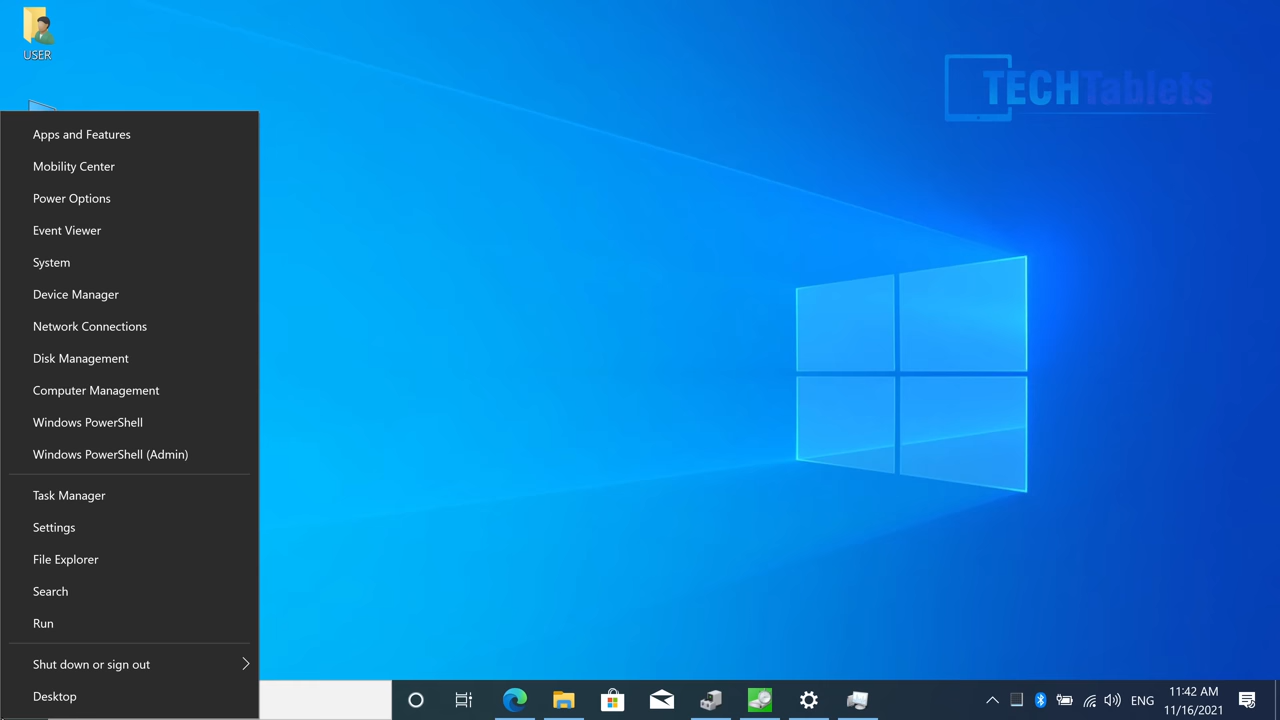 USER
TECHTablets
Apps and Features
Mobility Center
Power Options
Event Viewer
System
Device Manager
Network Connections
Disk Management
Computer Management
Windows PowerShell
Windows PowerShell (Admin)
Task Manager
Settings
File Explorer
Search
Run
Shut down or sign out
Desktop
ENG
11:42 AM
11/16/2021